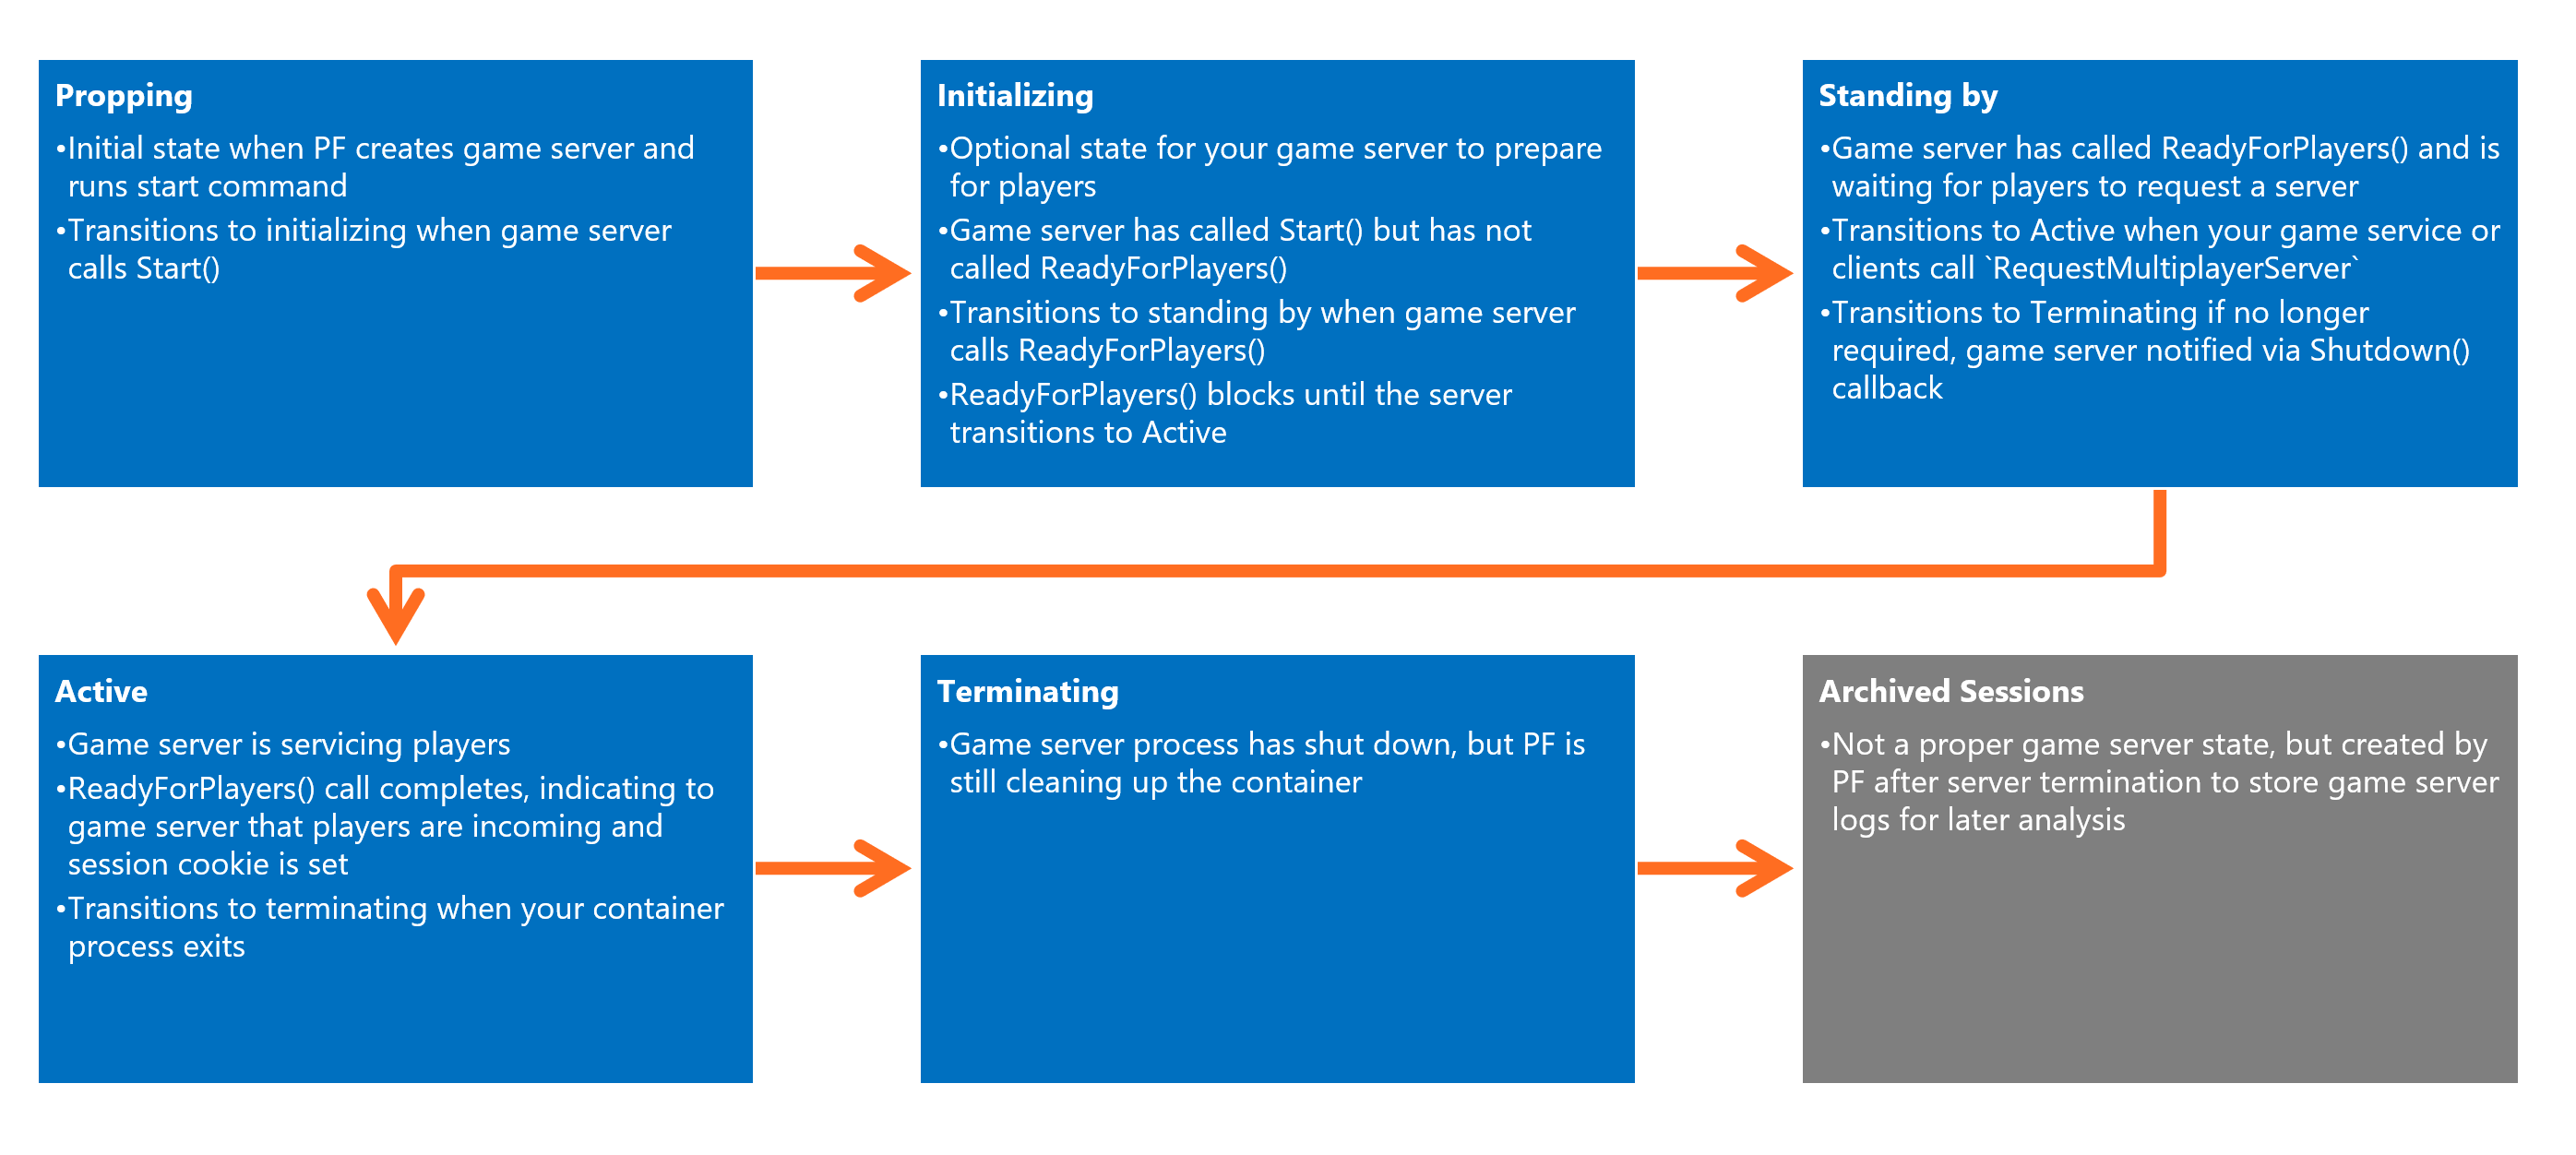 Propping
•Initial state when PF creates game server and
runs start command
•Transitions to initializing when game server
calls Start()
Initializing
•Optional state for your game server to prepare
for players
•Game server has called Start() but has not
called ReadyForPlayers()
•Transitions to standing by when game server
calls ReadyForPlayers()
•ReadyForPlayers() blocks until the server
transitions to Active
Standing by
•Game server has called ReadyForPlayers() and is
waiting for players to request a server
•Transitions to Active when your game service or
clients call `RequestMultiplayerServer`
•Transitions to Terminating if no longer
required, game server notified via Shutdown()
callback
Active
•Game server is servicing players
•ReadyForPlayers() call completes, indicating to
game server that players are incoming and
session cookie is set
•Transitions to terminating when your container
process exits
Terminating
•Game server process has shut down, but PF is
still cleaning up the container
Archived Sessions
•Not a proper game server state, but created by
PF after server termination to store game server
logs for later analysis